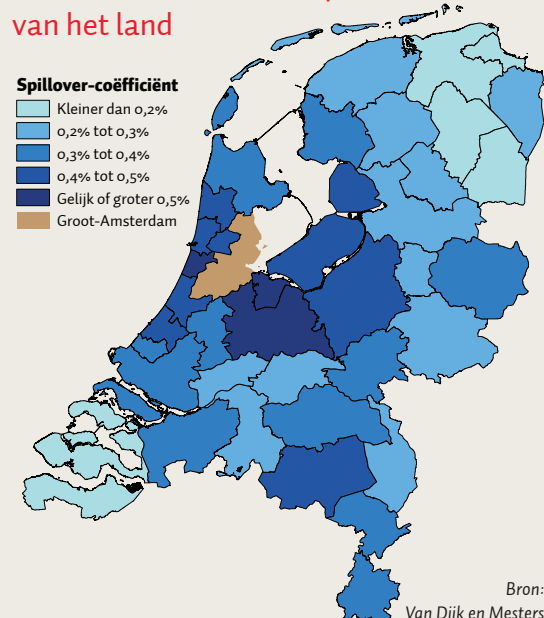 van het land
Spillover-coëfficiënt
Kleiner dan 0,2%
0,2% tot 0,3%
0,3% tot 0,4%
0,4% tot 0,5%
Gelijk of groter 0,5%
Groot-Amsterdam
Bron:
Van Dijk en Mesters